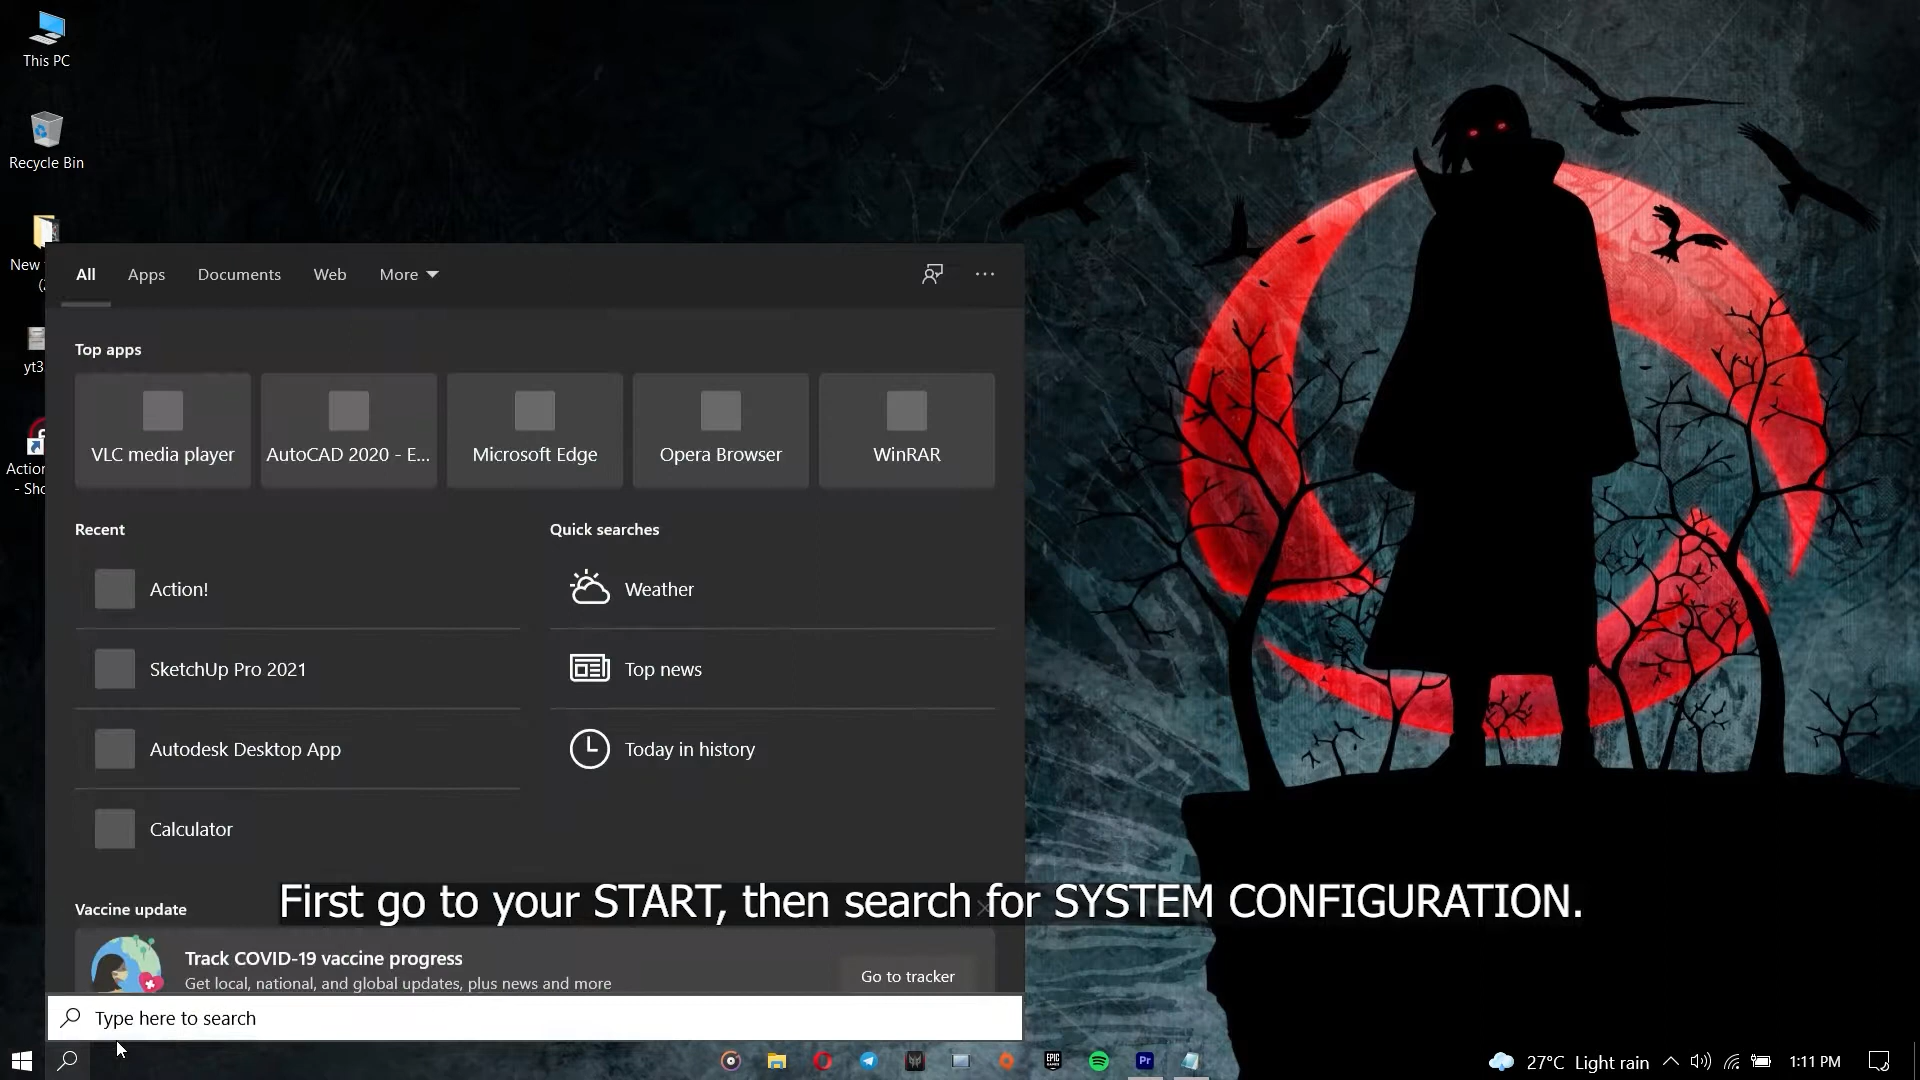 This PC
Recycle Bin
New
(2
yt3
Action
- Sho
All Apps Documents Web More
Top apps
VLC media player AutoCAD 2020 - E... Microsoft Edge Opera Browser WinRAR
Recent
Action!
SketchUp Pro 2021
Autodesk Desktop App
Calculator
Quick searches
Weather
Top news
Today in history
Vaccine update
First go to your START, then search for SYSTEM CONFIGURATION.
Track COVID-19 vaccine progress
Get local, national, and global updates, plus news and more
Go to tracker
Type here to search
EPIC GAMES
Pr
27°C Light rain
1:11 PM